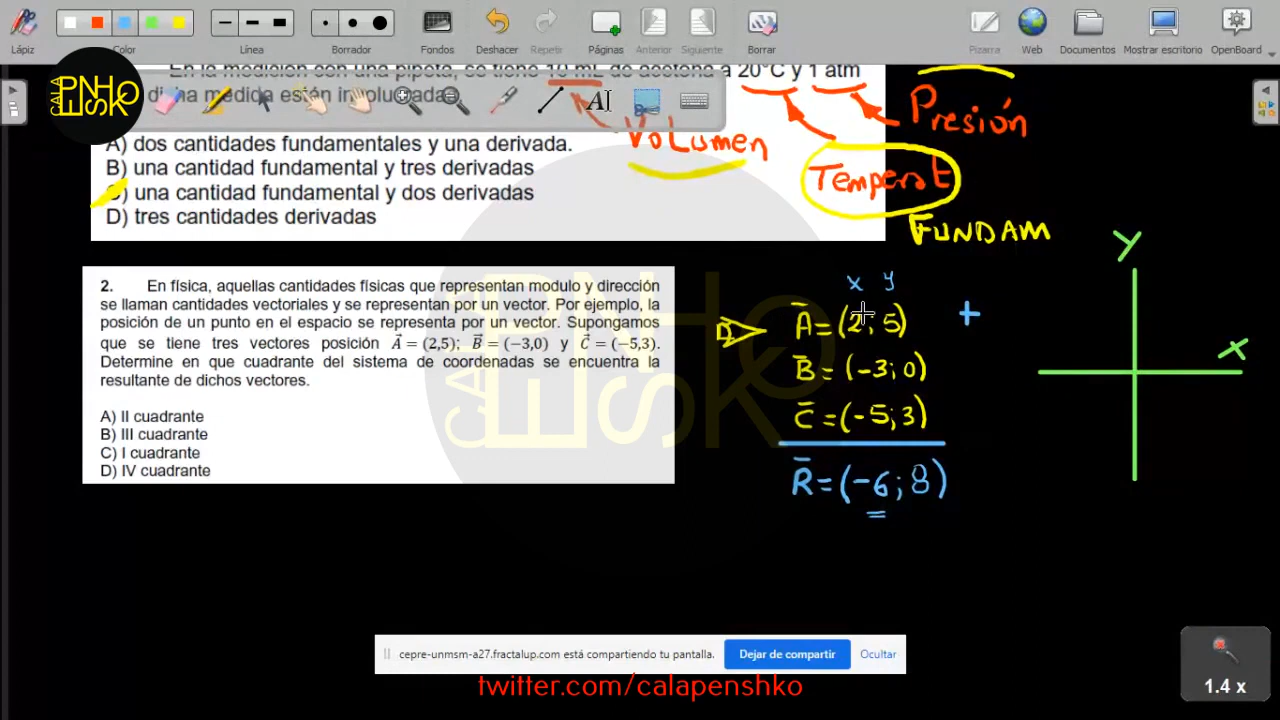 Lápiz
Color
Línea
Borrador
Fondos
Deshacer
Repetir
Páginas
Anterior
Siguiente
Borrar
Pizarra
Web
Documentos
Mostrar escritorio
OpenBoard
CALA
PENSHKO
En la medición con una pipeta, se tiene 10 mL de acetona a 20°C y 1 atm
dicha medida están involucradas
A) dos cantidades fundamentales y una derivada.
B) una cantidad fundamental y tres derivadas
C) una cantidad fundamental y dos derivadas
D) tres cantidades derivadas
VoLumen
Presión
Temperat
FUNDAM
2. En física, aquellas cantidades físicas que representan modulo y dirección
se llaman cantidades vectoriales y se representan por un vector. Por ejemplo, la
posición de un punto en el espacio se representa por un vector. Supongamos
que se tiene tres vectores posición A⃗ = (2,5); B⃗ = (−3,0) y C⃗ = (−5,3).
Determine en que cuadrante del sistema de coordenadas se encuentra la
resultante de dichos vectores.
A) II cuadrante
B) III cuadrante
C) I cuadrante
D) IV cuadrante
x y
A̅ = (2; 5) +
B̅ = (-3; 0)
C̅ = (-5; 3)
R̅ = (-6; 8)
Y
X
cepre-unmsm-a27.fractalup.com está compartiendo tu pantalla.
Dejar de compartir
Ocultar
twitter.com/calapenshko
1.4 x